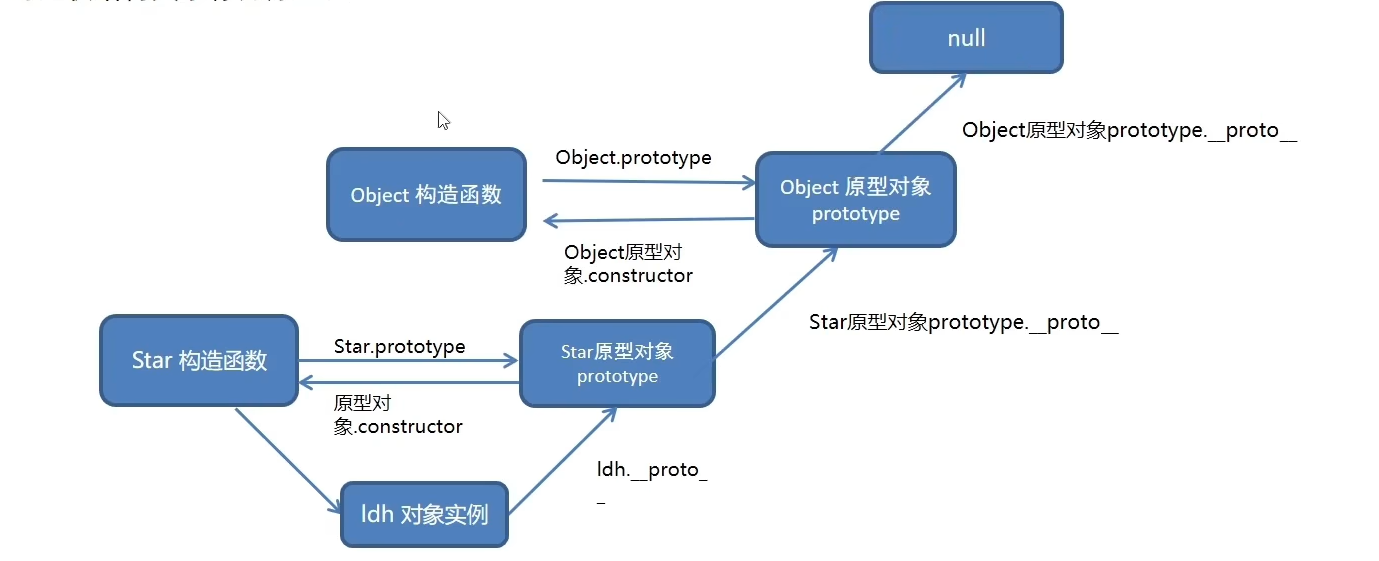 null
Object原型对象prototype.__proto__
Object.prototype
Object 构造函数
Object 原型对象
prototype
Object原型对
象.constructor
Star原型对象prototype.__proto__
Star 构造函数
Star.prototype
Star原型对象
prototype
原型对
象.constructor
ldh.__proto_
_
ldh 对象实例